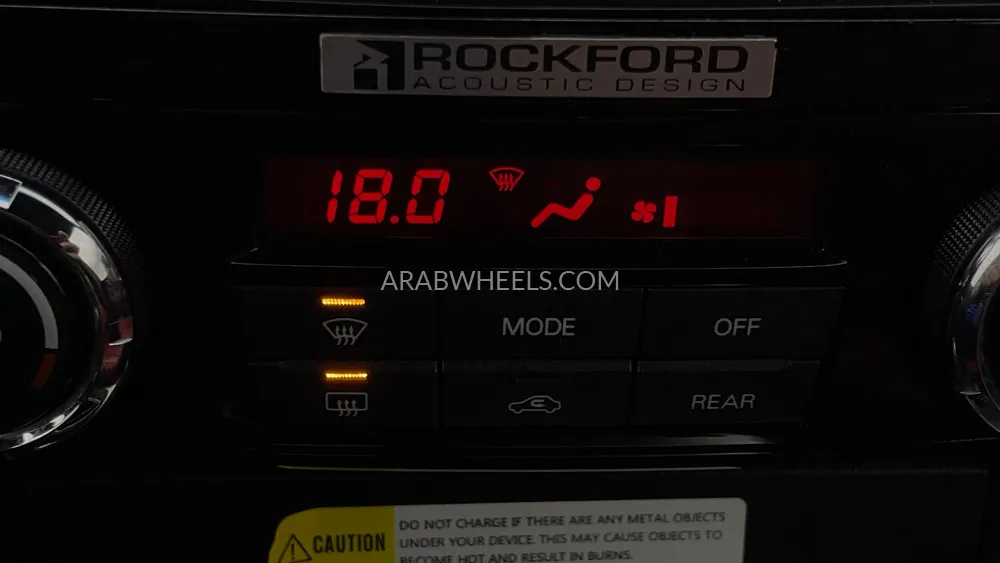 ROCKFORD
ACOUSTIC DESIGN
18.0
ARABWHEELS.COM
MODE
OFF
REAR
CAUTION
DO NOT CHARGE IF THERE ARE ANY METAL OBJECTS
UNDER YOUR DEVICE. THIS MAY CAUSE OBJECTS TO
BECOME HOT AND RESULT IN BURNS.